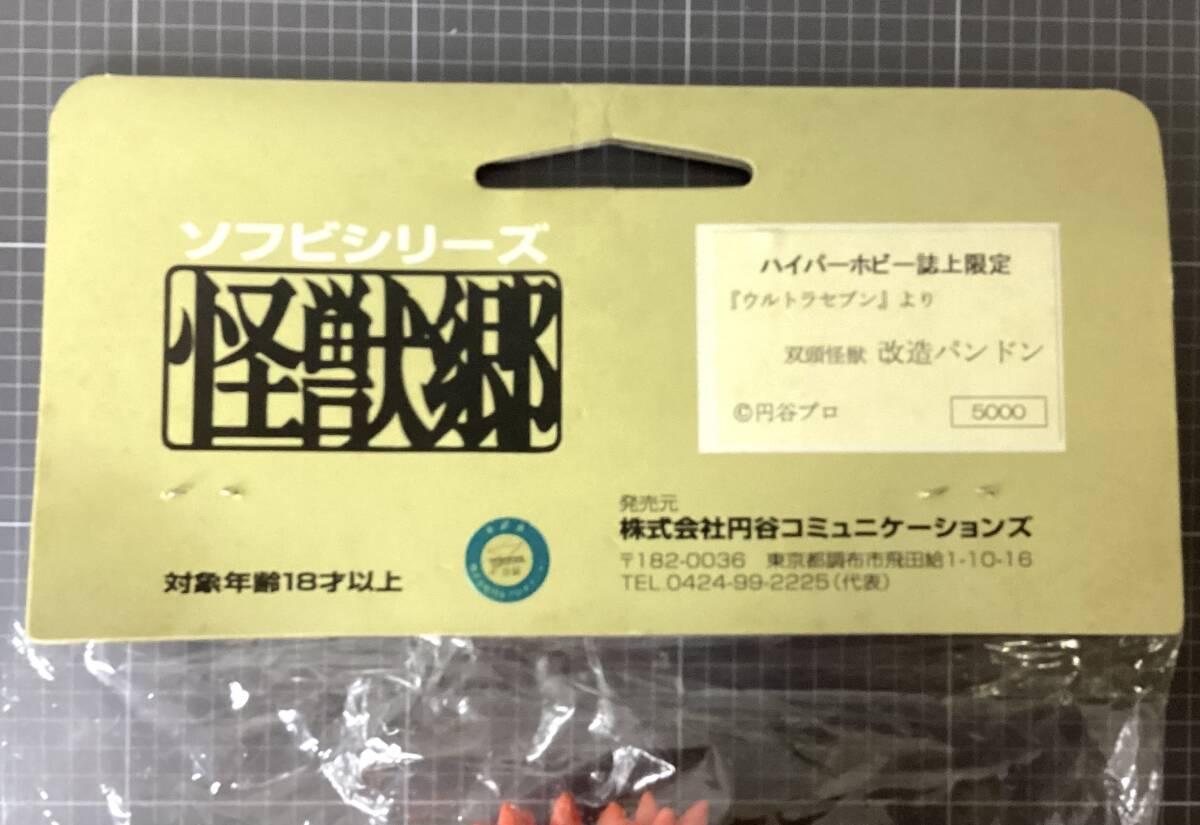 ソフビシリーズ
怪獣郷
対象年齢18才以上
ハイパーホビー誌上限定
『ウルトラセブン』より
双頭怪獣 改造パンドン
©円谷プロ 5000
発売元
株式会社円谷コミュニケーションズ
〒182-0036 東京都調布市飛田給1-10-16
TEL.0424-99-2225(代表)